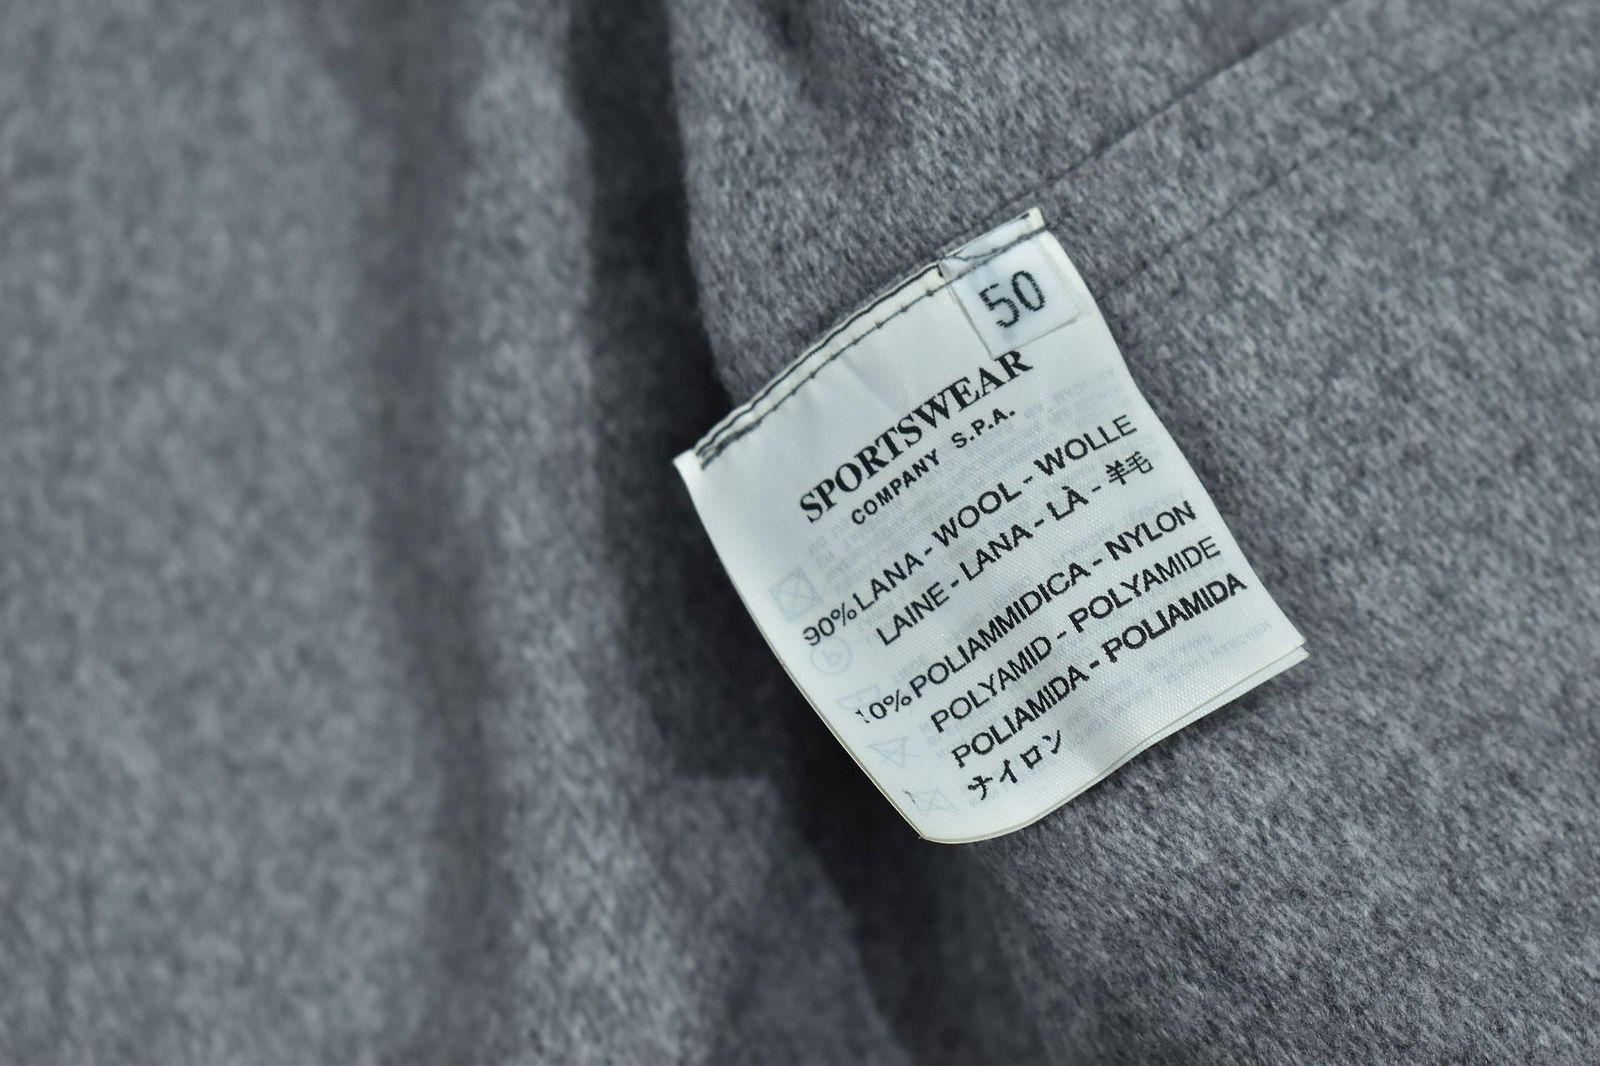 50
SPORTSWEAR
COMPANY S.P.A.
90% LANA - WOOL - WOLLE
LAINE - LANA - LÀ - 羊毛
10% POLIAMMIDICA - NYLON
POLYAMID - POLYAMIDE
POLIAMIDA - POLIAMIDA
ナイロン